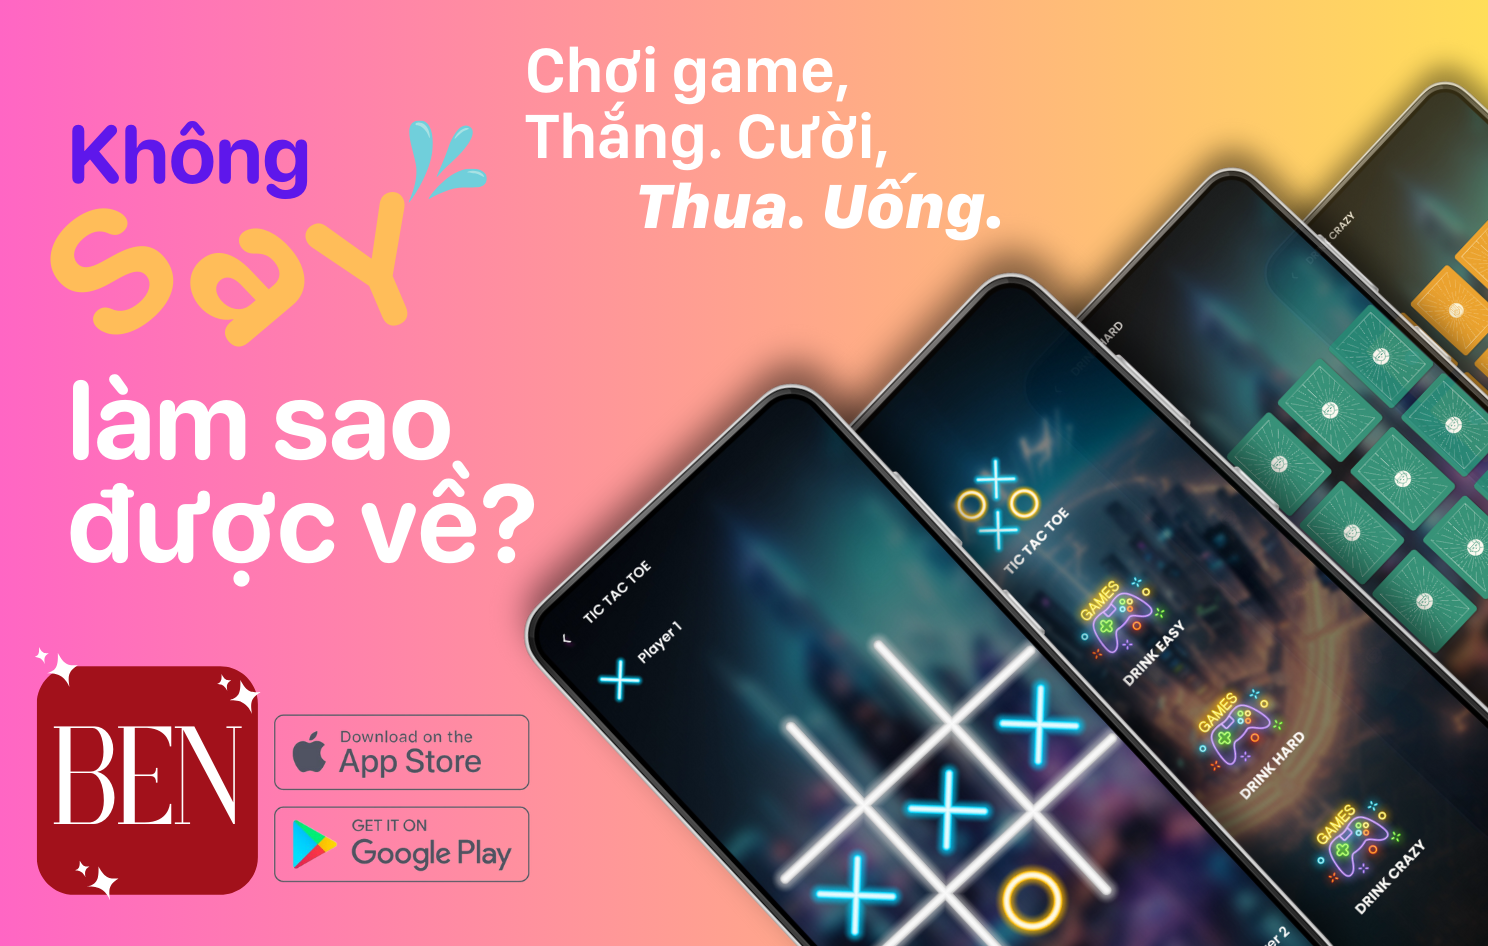 Không
SaY
làm sao
được về?
Chơi game,
Thắng. Cười,
Thua. Uống.
BEN
Download on the
App Store
GET IT ON
Google Play
TIC TAC TOE
Player 1
TIC TAC TOE
GAMES
DRINK EASY
GAMES
DRINK HARD
GAMES
DRINK CRAZY
CRAZY